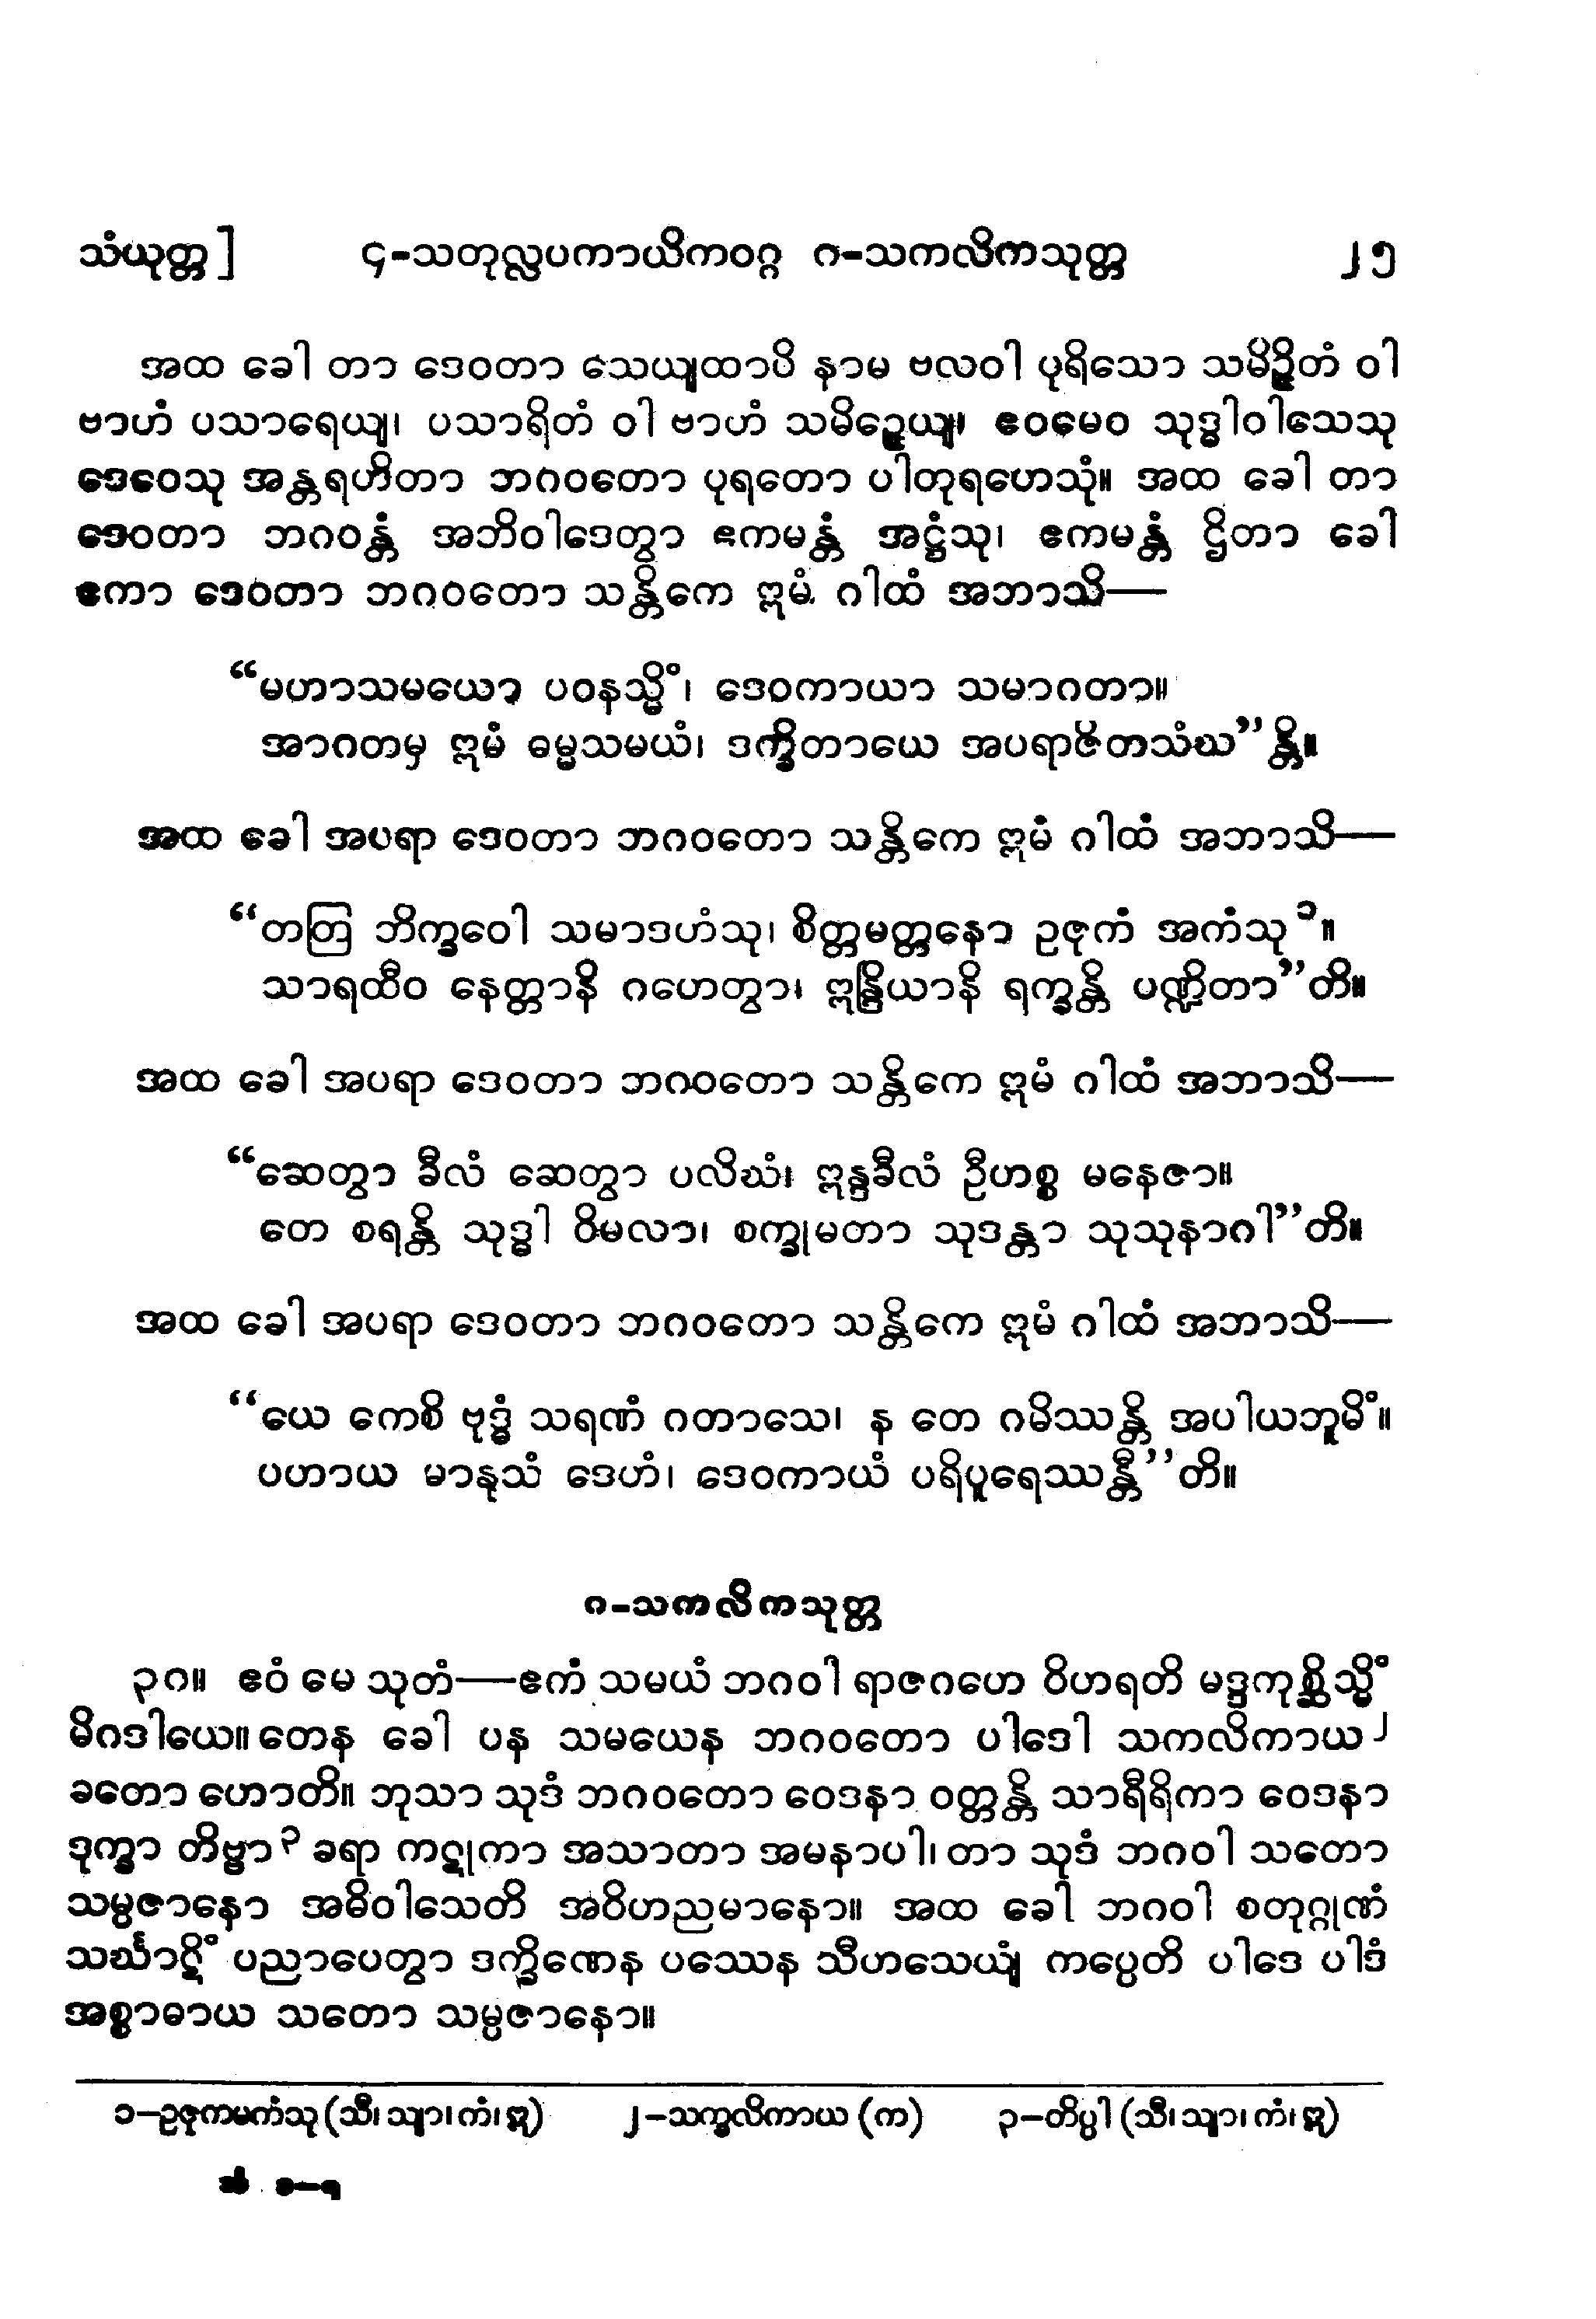 သံယုတ္တ] ၄-သတုလ္လပကာယိကဝဂ္ဂ ဂ-သကလိကသုတ္တ ၂၅
အထ ခေါ တာ ဒေဝတာ သေယျထာပိ နာမ ဗလဝါ ပုရိသော သမိဉ္ဇိတံ ဝါ
ဗာဟံ ပသာရေယျ၊ ပသာရိတံ ဝါ ဗာဟံ သမိဉ္ဇေယျ၊ ဧဝမေဝ သုဒ္ဓါဝါသေသု
ဒေဝေသု အန္တရဟိတာ ဘဂဝတော ပုရတော ပါတုရဟေသုံ။ အထ ခေါ တာ
ဒေဝတာ ဘဂဝန္တံ အဘိဝါဒေတွာ ဧကမန္တံ အဋ္ဌံသု၊ ဧကမန္တံ ဌိတာ ခေါ
ဧကာ ဒေဝတာ ဘဂဝတော သန္တိကေ ဣမံ ဂါထံ အဘာသိ—
“မဟာသမယော ပဝနသ္မိံ၊ ဒေဝကာယာ သမာဂတာ။
အာဂတမှ ဣမံ ဓမ္မသမယံ၊ ဒက္ခိတာယေ အပရာဇိတသံဃ”န္တိ။
အထ ခေါ အပရာ ဒေဝတာ ဘဂဝတော သန္တိကေ ဣမံ ဂါထံ အဘာသိ—
“တတြ ဘိက္ခဝေါ သမာဒဟံသု၊ စိတ္တမတ္တနော ဥဇုကံ အကံသု ၁။
သာရထီဝ နေတ္တာနိ ဂဟေတွာ၊ ဣန္ဒြိယာနိ ရက္ခန္တိ ပဏ္ဍိတာ”တိ။
အထ ခေါ အပရာ ဒေဝတာ ဘဂဝတော သန္တိကေ ဣမံ ဂါထံ အဘာသိ—
“ဆေတွာ ခီလံ ဆေတွာ ပလိဃံ၊ ဣန္ဒခီလံ ဦဟစ္စ မနေဇာ။
တေ စရန္တိ သုဒ္ဓါ ဝိမလာ၊ စက္ခုမတာ သုဒန္တာ သုသုနာဂါ”တိ။
အထ ခေါ အပရာ ဒေဝတာ ဘဂဝတော သန္တိကေ ဣမံ ဂါထံ အဘာသိ—
“ယေ ကေစိ ဗုဒ္ဓံ သရဏံ ဂတာသေ၊ န တေ ဂမိဿန္တိ အပါယဘူမိံ။
ပဟာယ မာနုသံ ဒေဟံ၊ ဒေဝကာယံ ပရိပူရေဿန္တီ”တိ။
ဂ-သကလိကသုတ္တ
၃ဂ။ ဧဝံ မေ သုတံ—ဧကံ သမယံ ဘဂဝါ ရာဇဂဟေ ဝိဟရတိ မဒ္ဒကုစ္ဆိသ္မိံ
မိဂဒါယေ။ တေန ခေါ ပန သမယေန ဘဂဝတော ပါဒေါ သကလိကာယ ၂
ခတော ဟောတိ။ ဘုသာ သုဒံ ဘဂဝတော ဝေဒနာ ဝတ္တန္တိ သာရီရိကာ ဝေဒနာ
ဒုက္ခာ တိဗ္ဗာ ၃ ခရာ ကဋုကာ အသာတာ အမနာပါ၊ တာ သုဒံ ဘဂဝါ သတော
သမ္ပဇာနော အဓိဝါသေတိ အဝိဟညမာနော။ အထ ခေါ ဘဂဝါ စတုဂ္ဂုဏံ
သင်္ဃာဋိံ ပညာပေတွာ ဒက္ခိဏေန ပဿေန သီဟသေယျံ ကပ္ပေတိ ပါဒေ ပါဒံ
အစ္စာဓာယ သတော သမ္ပဇာနော။
၁-ဥဇုကမကံသု (သီ၊ သျာ၊ ကံ၊ ဣ) ၂-သက္ခလိကာယ (က) ၃-တိပ္ပါ (သီ၊ သျာ၊ ကံ၊ ဣ)